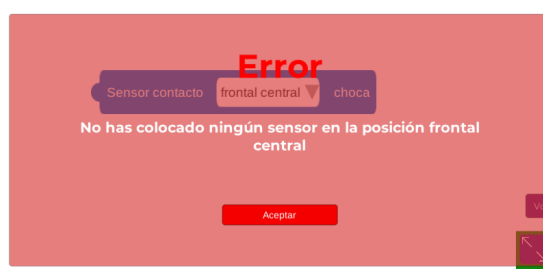 Error
Sensor contacto frontal central choca
No has colocado ningún sensor en la posición frontal
central
Aceptar